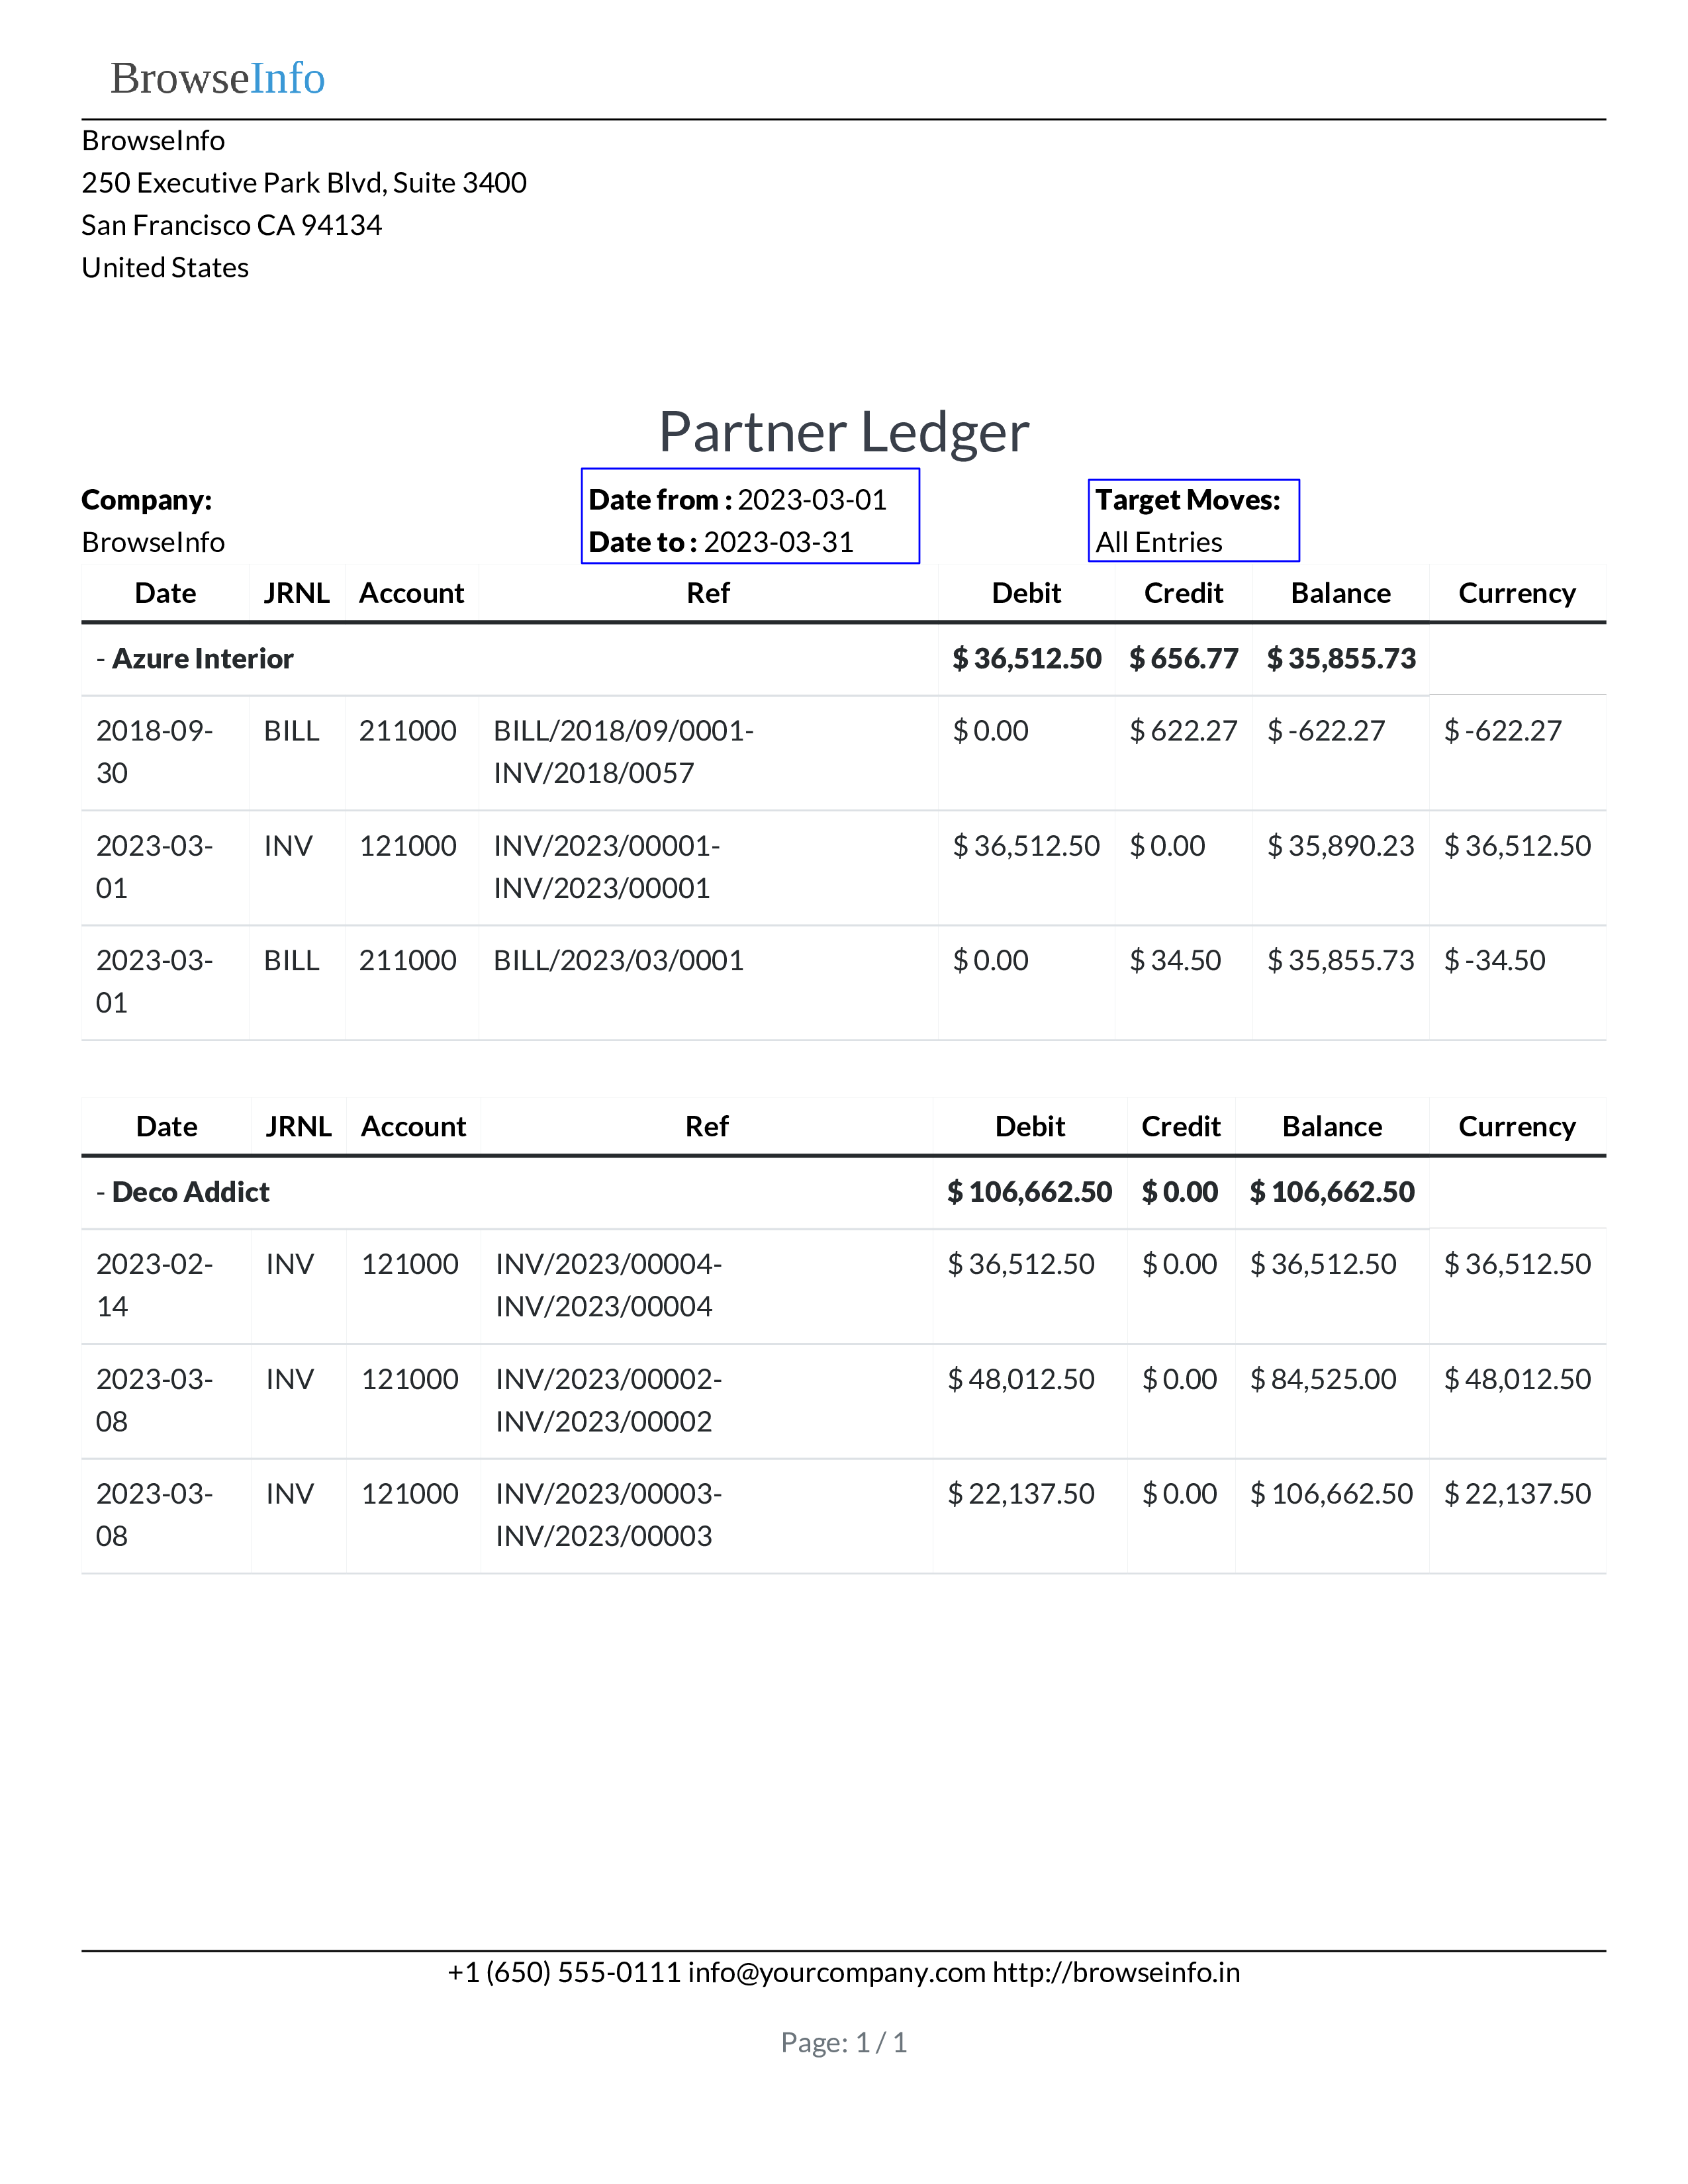 BrowseInfo
BrowseInfo
250 Executive Park Blvd, Suite 3400
San Francisco CA 94134
United States
Partner Ledger
Company: Date from : 2023-03-01 Target Moves:
BrowseInfo Date to : 2023-03-31 All Entries
Date JRNL Account Ref Debit Credit Balance Currency
- Azure Interior $ 36,512.50 $ 656.77 $ 35,855.73
2018-09- BILL 211000 BILL/2018/09/0001- $ 0.00 $ 622.27 $ -622.27 $ -622.27
30 INV/2018/0057
2023-03- INV 121000 INV/2023/00001- $ 36,512.50 $ 0.00 $ 35,890.23 $ 36,512.50
01 INV/2023/00001
2023-03- BILL 211000 BILL/2023/03/0001 $ 0.00 $ 34.50 $ 35,855.73 $ -34.50
01
Date JRNL Account Ref Debit Credit Balance Currency
- Deco Addict $ 106,662.50 $ 0.00 $ 106,662.50
2023-02- INV 121000 INV/2023/00004- $ 36,512.50 $ 0.00 $ 36,512.50 $ 36,512.50
14 INV/2023/00004
2023-03- INV 121000 INV/2023/00002- $ 48,012.50 $ 0.00 $ 84,525.00 $ 48,012.50
08 INV/2023/00002
2023-03- INV 121000 INV/2023/00003- $ 22,137.50 $ 0.00 $ 106,662.50 $ 22,137.50
08 INV/2023/00003
+1 (650) 555-0111 info@yourcompany.com http://browseinfo.in
Page: 1 / 1